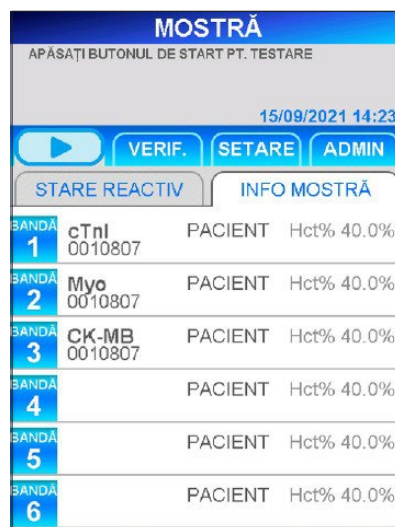 MOSTRĂ
APĂSAȚI BUTONUL DE START PT. TESTARE
15/09/2021 14:23
VERIF. SETARE ADMIN
STARE REACTIV INFO MOSTRĂ
BANDĂ 1 cTnI 0010807 PACIENT Hct% 40.0%
BANDĂ 2 Myo 0010807 PACIENT Hct% 40.0%
BANDĂ 3 CK-MB 0010807 PACIENT Hct% 40.0%
BANDĂ 4 PACIENT Hct% 40.0%
BANDĂ 5 PACIENT Hct% 40.0%
BANDĂ 6 PACIENT Hct% 40.0%